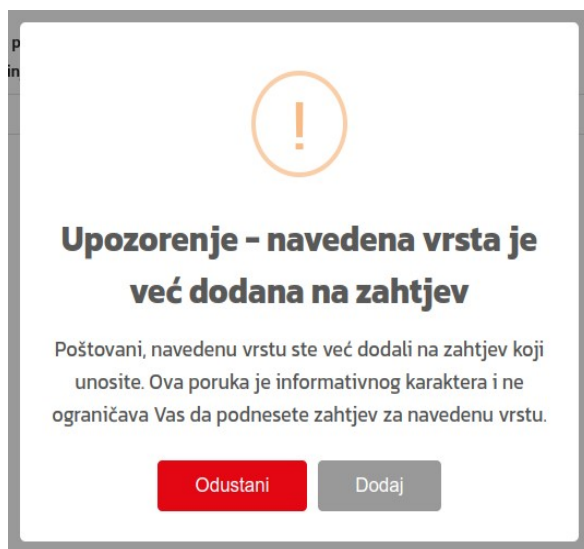 p
in
!
Upozorenje - navedena vrsta je
već dodana na zahtjev
Poštovani, navedenu vrstu ste već dodali na zahtjev koji
unosite. Ova poruka je informativnog karaktera i ne
ograničava Vas da podnesete zahtjev za navedenu vrstu.
Odustani
Dodaj